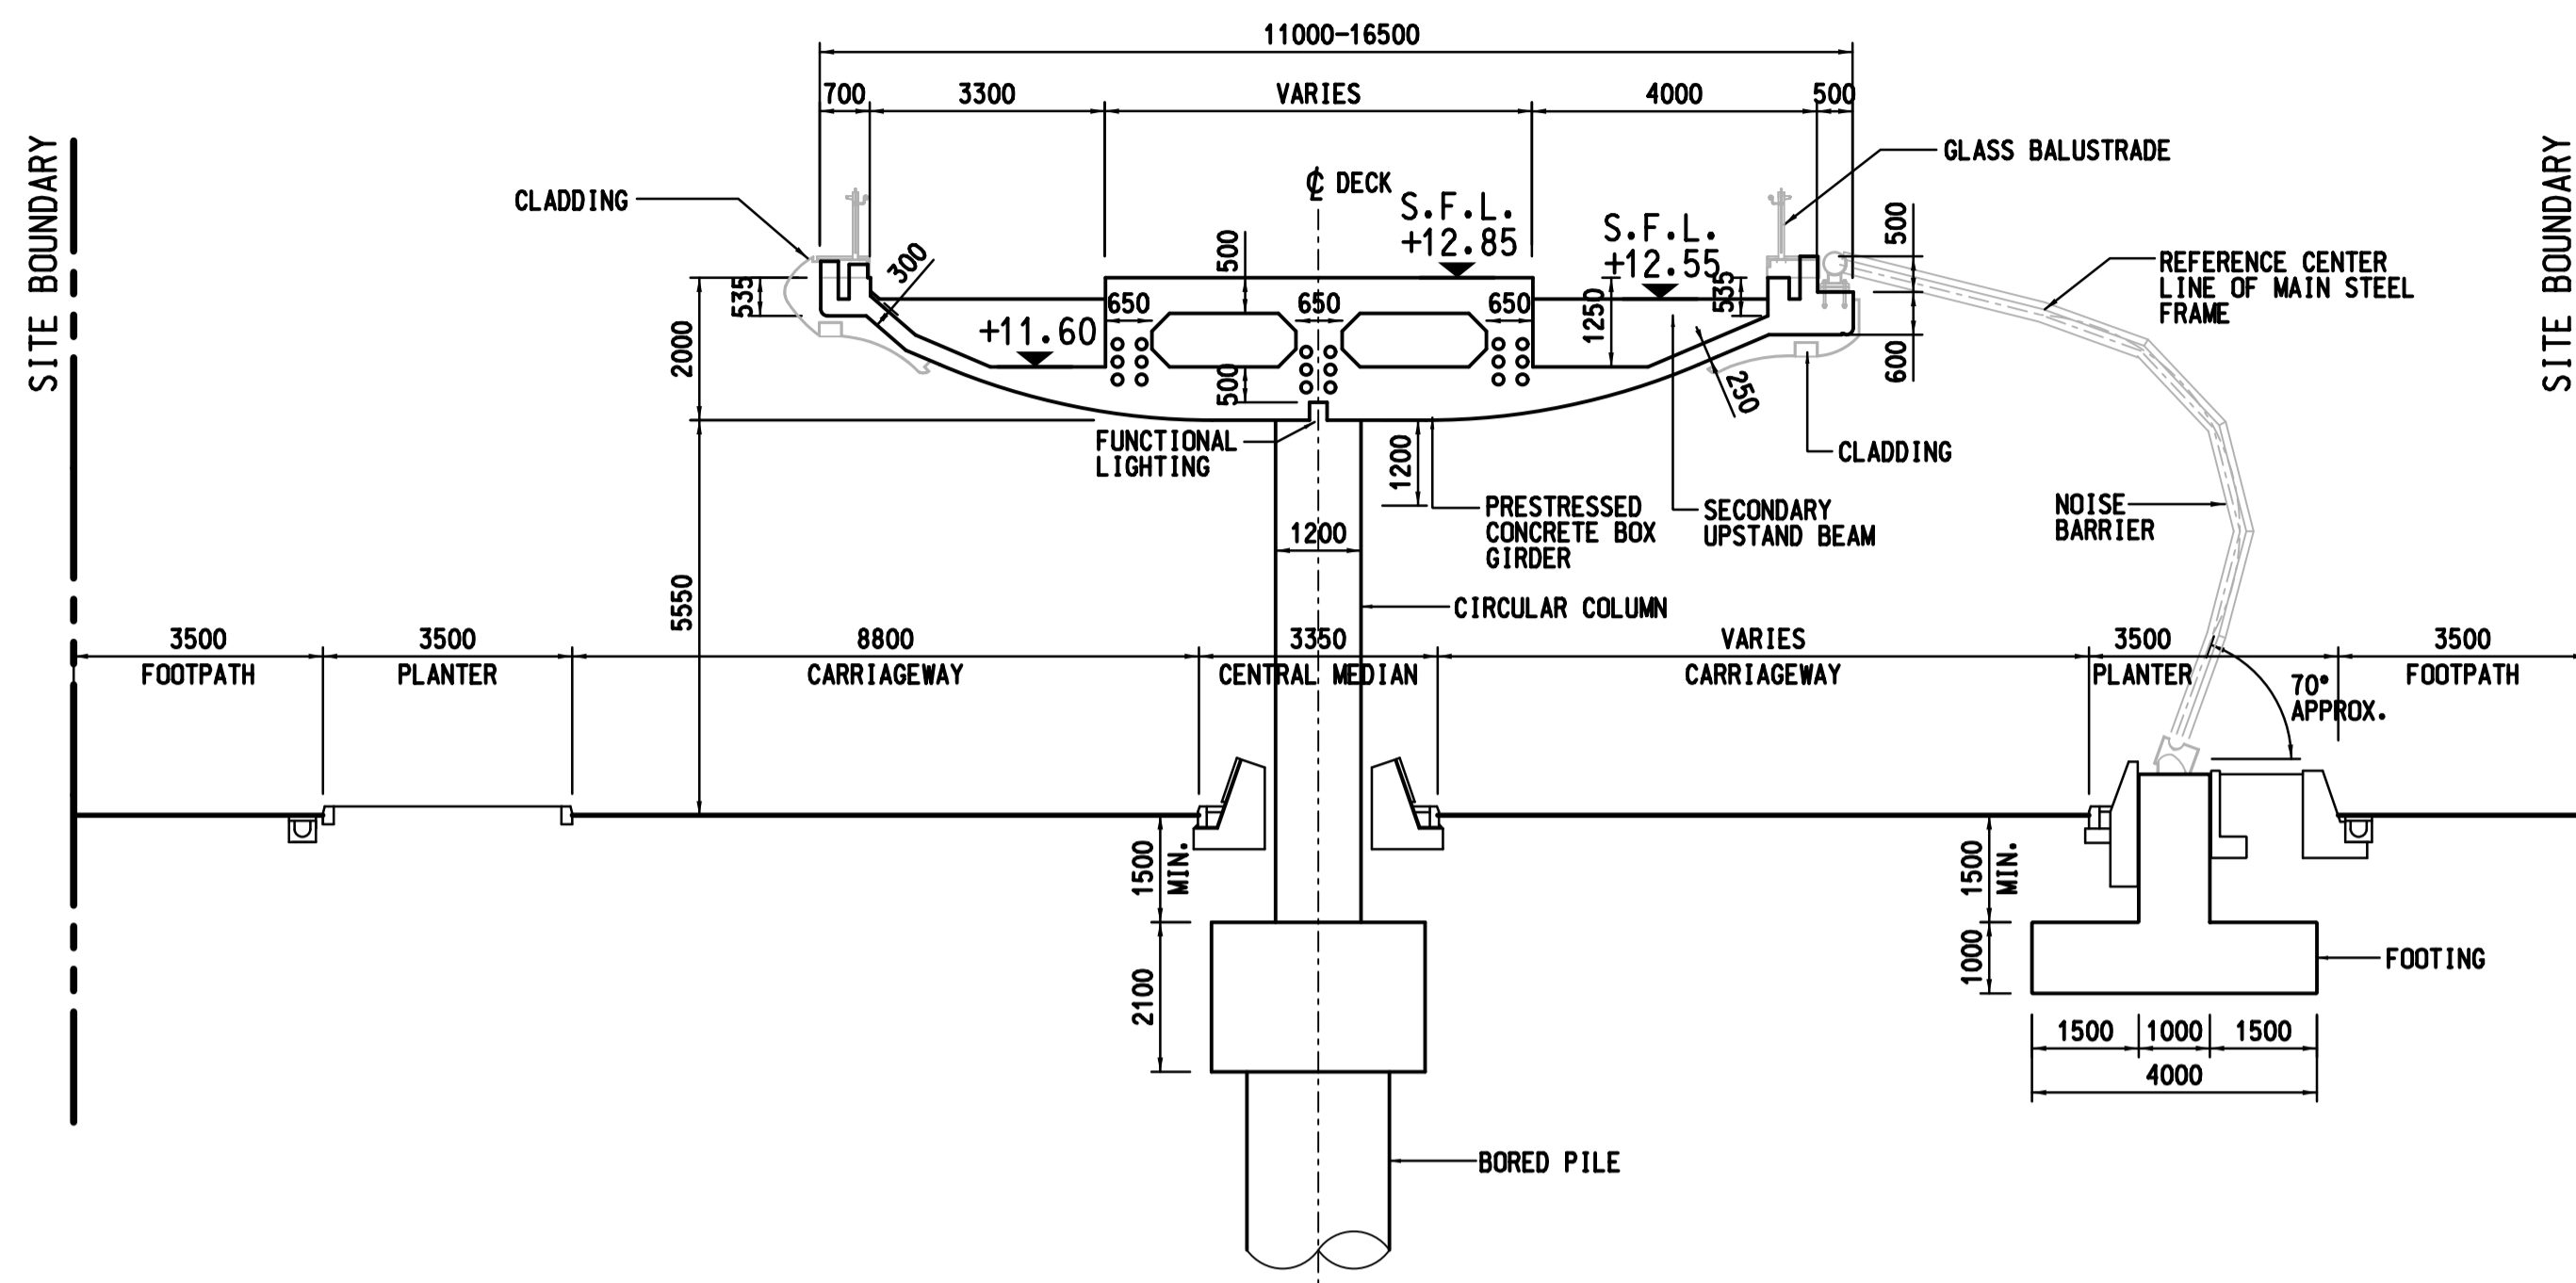 11000-16500
700
3300
VARIES
4000
500
SITE BOUNDARY
SITE BOUNDARY
GLASS BALUSTRADE
CLADDING
℄ DECK
S.F.L.
+12.85
S.F.L.
+12.55
500
300
500
REFERENCE CENTER
LINE OF MAIN STEEL
FRAME
535
535
650
650
650
1250
+11.60
2000
600
500
250
FUNCTIONAL
LIGHTING
CLADDING
1200
PRESTRESSED
CONCRETE BOX
GIRDER
SECONDARY
UPSTAND BEAM
NOISE
BARRIER
1200
5550
CIRCULAR COLUMN
3500
3500
8800
3350
VARIES
3500
3500
FOOTPATH
PLANTER
CARRIAGEWAY
CENTRAL MEDIAN
CARRIAGEWAY
PLANTER
FOOTPATH
70°
APPROX.
1500
MIN.
1500
MIN.
2100
1000
FOOTING
1500
1000
1500
4000
BORED PILE